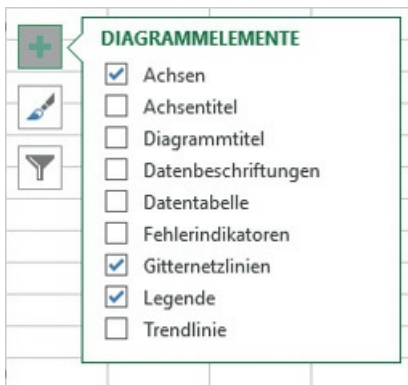 DIAGRAMMELEMENTE
Achsen
Achsentitel
Diagrammtitel
Datenbeschriftungen
Datentabelle
Fehlerindikatoren
Gitternetzlinien
Legende
Trendlinie